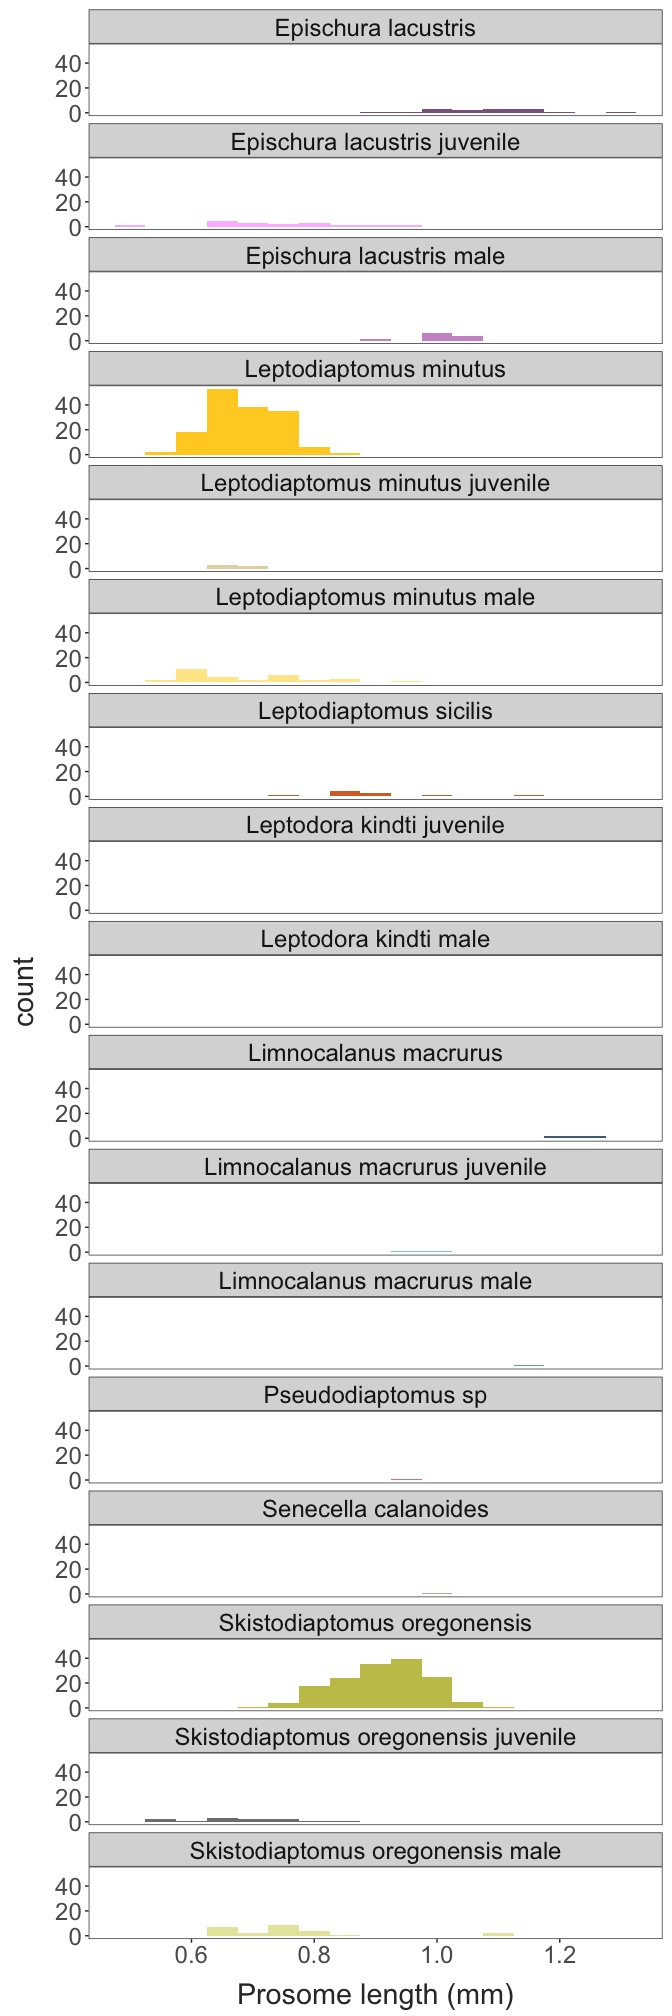 Epischura lacustris
40
20
0
Epischura lacustris juvenile
40
20
0
Epischura lacustris male
40
20
0
Leptodiaptomus minutus
40
20
0
Leptodiaptomus minutus juvenile
40
20
0
Leptodiaptomus minutus male
40
20
0
Leptodiaptomus sicilis
40
20
0
Leptodora kindti juvenile
40
20
0
Leptodora kindti male
40
20
0
Limnocalanus macrurus
40
20
0
Limnocalanus macrurus juvenile
40
20
0
Limnocalanus macrurus male
40
20
0
Pseudodiaptomus sp
40
20
0
Senecella calanoides
40
20
0
Skistodiaptomus oregonensis
40
20
0
Skistodiaptomus oregonensis juvenile
40
20
0
Skistodiaptomus oregonensis male
40
20
0
count
0.6 0.8 1.0 1.2
Prosome length (mm)